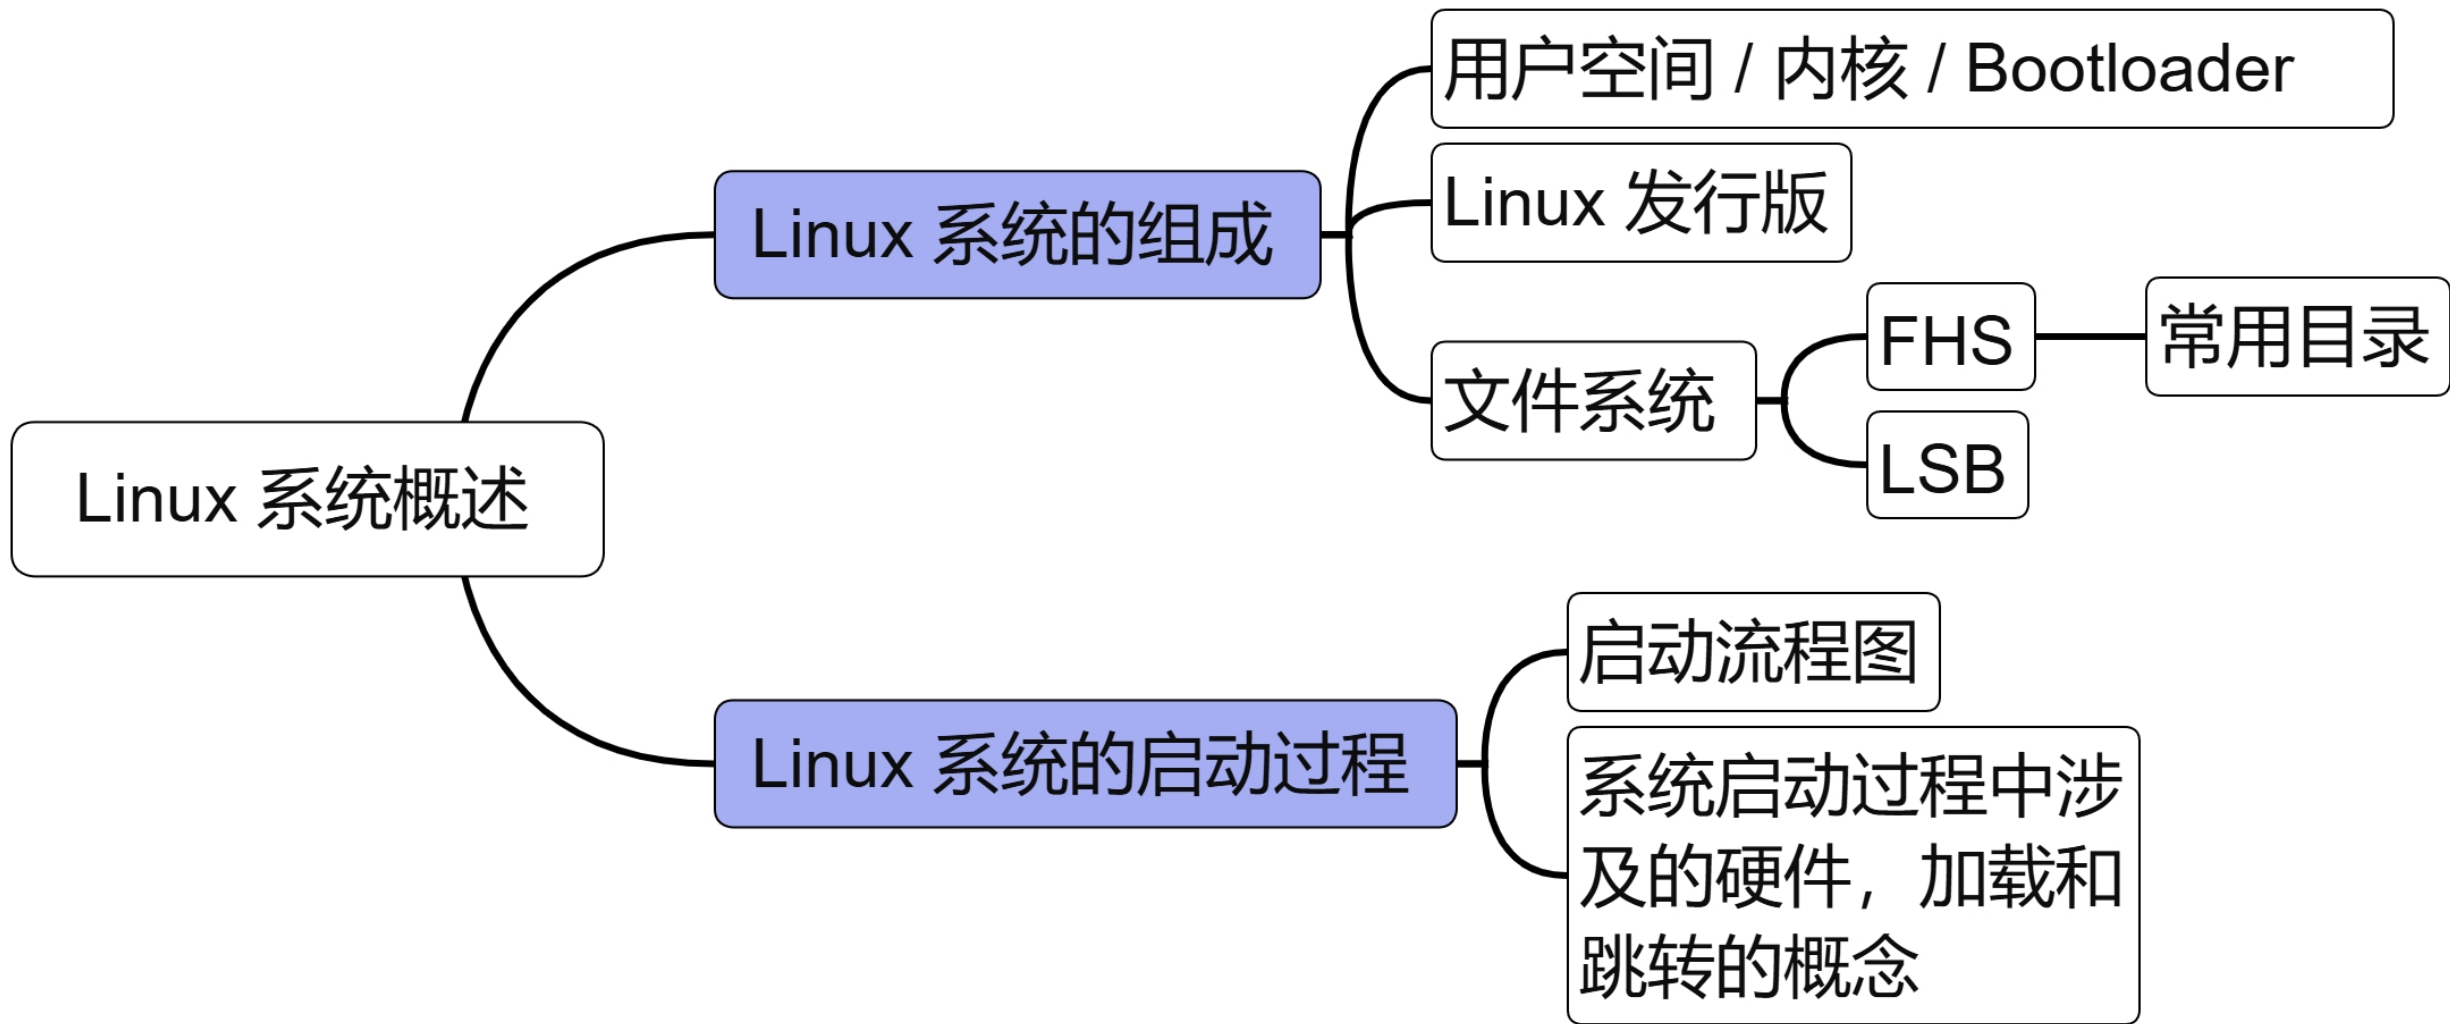 用户空间 / 内核 / Bootloader
Linux 发行版
Linux 系统的组成
FHS
常用目录
文件系统
LSB
Linux 系统概述
启动流程图
Linux 系统的启动过程
系统启动过程中涉
及的硬件，加载和
跳转的概念